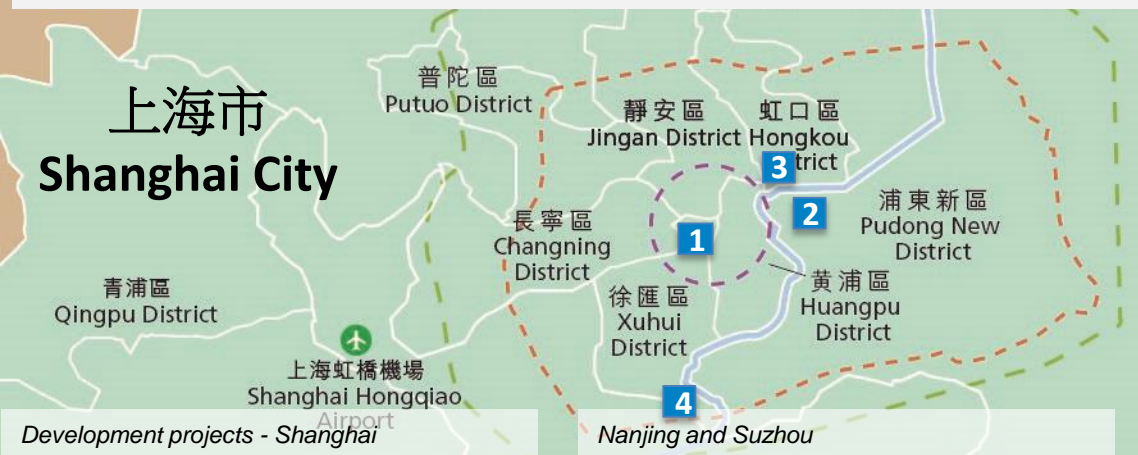 上海市
Shanghai City
普陀區
Putuo District
靜安區
Jingan District
虹口區
Hongkou
trict
3
2
1
4
浦東新區
Pudong New
District
長寧區
Changning
District
黄浦區
Huangpu
District
徐匯區
Xuhui
District
青浦區
Qingpu District
上海虹橋機場
Shanghai Hongqiao
Airport
Development projects - Shanghai
Nanjing and Suzhou